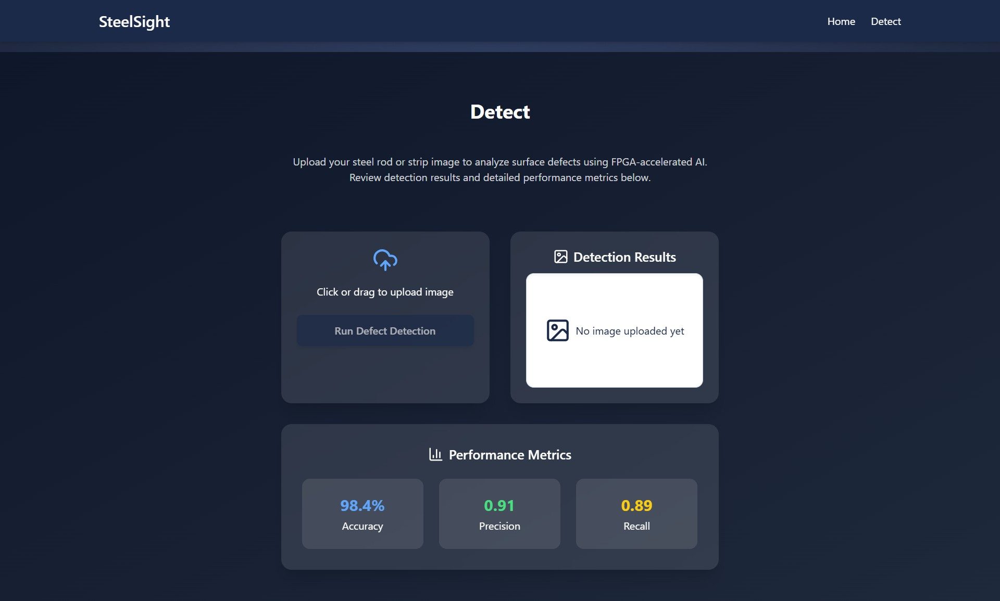 SteelSight
Home
Detect
Detect
Upload your steel rod or strip image to analyze surface defects using FPGA-accelerated AI.
Review detection results and detailed performance metrics below.
Click or drag to upload image
Run Defect Detection
Detection Results
No image uploaded yet
Performance Metrics
98.4%
Accuracy
0.91
Precision
0.89
Recall